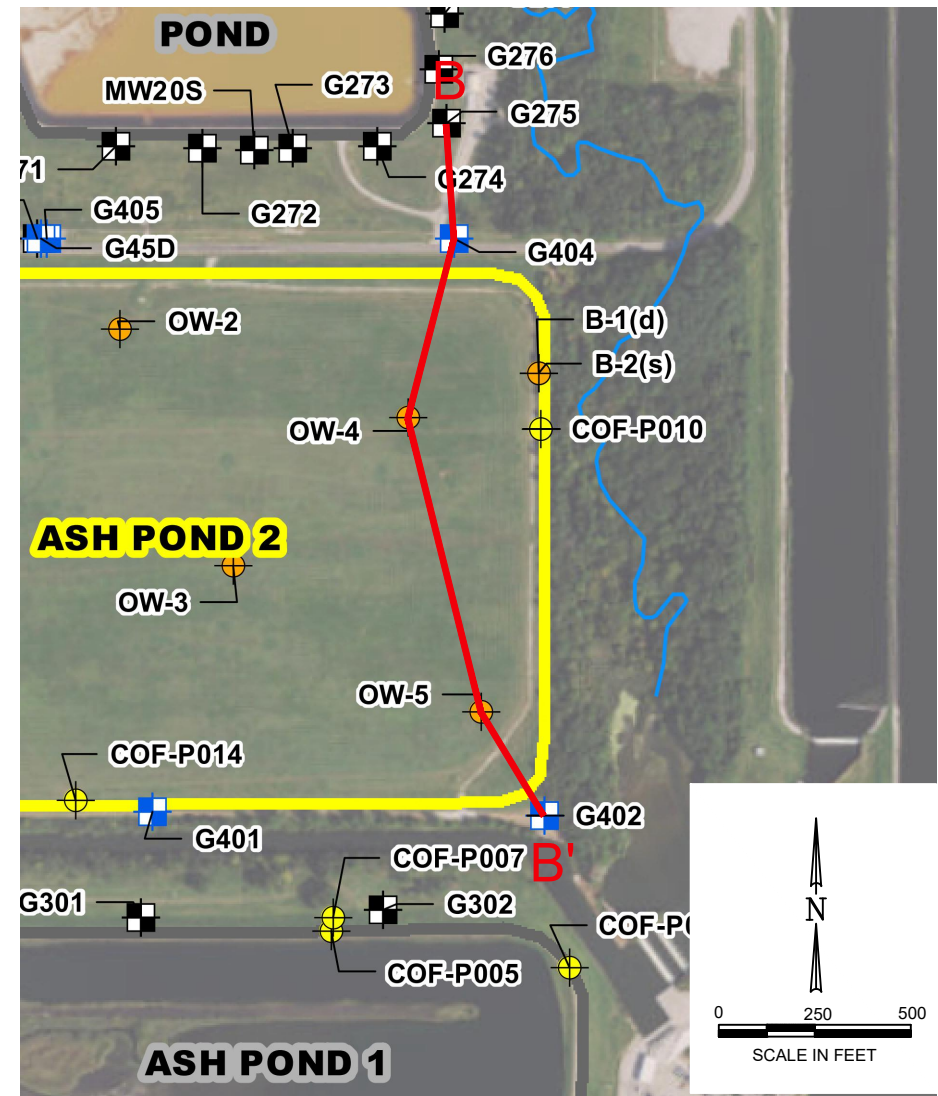 POND
G276
B
G273
MW20S
G275
71
G274
G405
G272
G45D
G404
OW-2
B-1(d)
B-2(s)
OW-4
COF-P010
ASH POND 2
OW-3
OW-5
COF-P014
G402
G401
COF-P007
B'
G301
G302
COF-P0
COF-P005
N
0 250 500
SCALE IN FEET
ASH POND 1